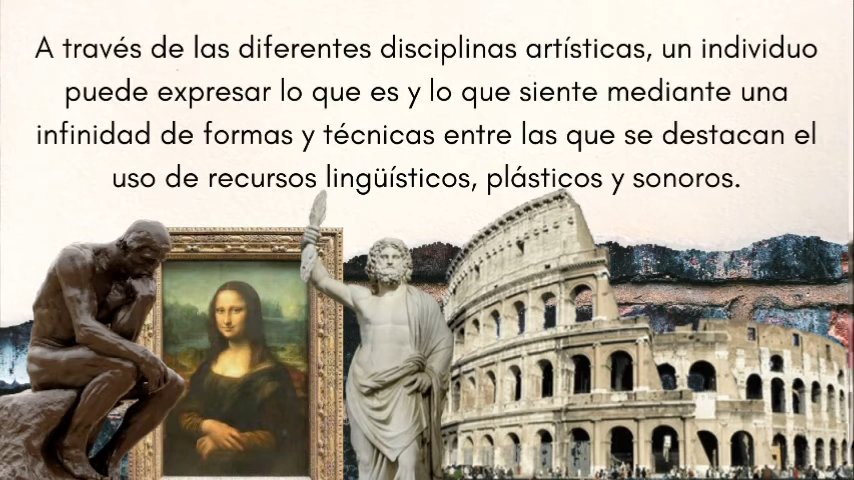 A través de las diferentes disciplinas artísticas, un individuo
puede expresar lo que es y lo que siente mediante una
infinidad de formas y técnicas entre las que se destacan el
uso de recursos lingüísticos, plásticos y sonoros.